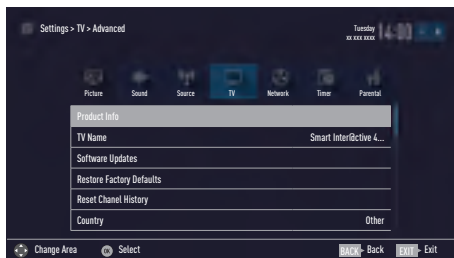 Settings > TV > Advanced
Tuesday
xx xxx xxxx
14:00
Picture Sound Source TV Network Timer Parental
Product Info
TV Name Smart Inter@ctive 4...
Software Updates
Restore Factory Defaults
Reset Chanel History
Country Other
Change Area OK Select BACK Back EXIT Exit